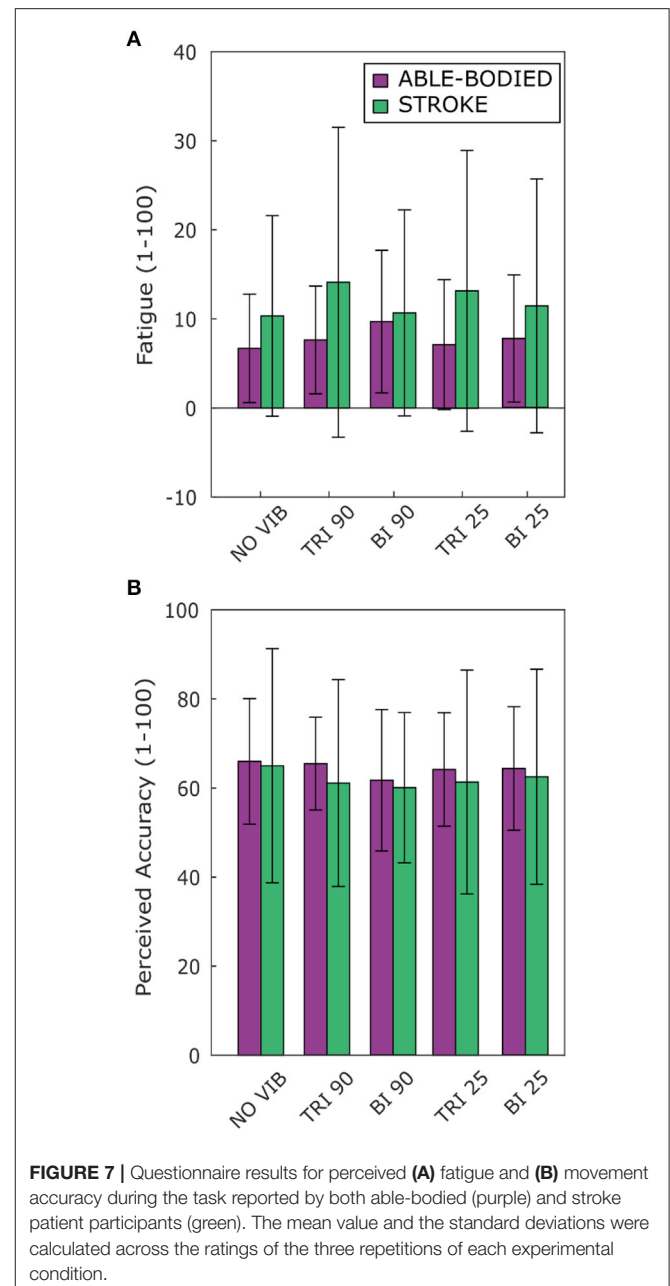 A
40
30
20
10
0
-10
Fatigue (1-100)
ABLE-BODIED
STROKE
NO VIB
TRI 90
BI 90
TRI 25
BI 25
B
100
80
60
40
20
0
Perceived Accuracy (1-100)
NO VIB
TRI 90
BI 90
TRI 25
BI 25
FIGURE 7 | Questionnaire results for perceived (A) fatigue and (B) movement
accuracy during the task reported by both able-bodied (purple) and stroke
patient participants (green). The mean value and the standard deviations were
calculated across the ratings of the three repetitions of each experimental
condition.